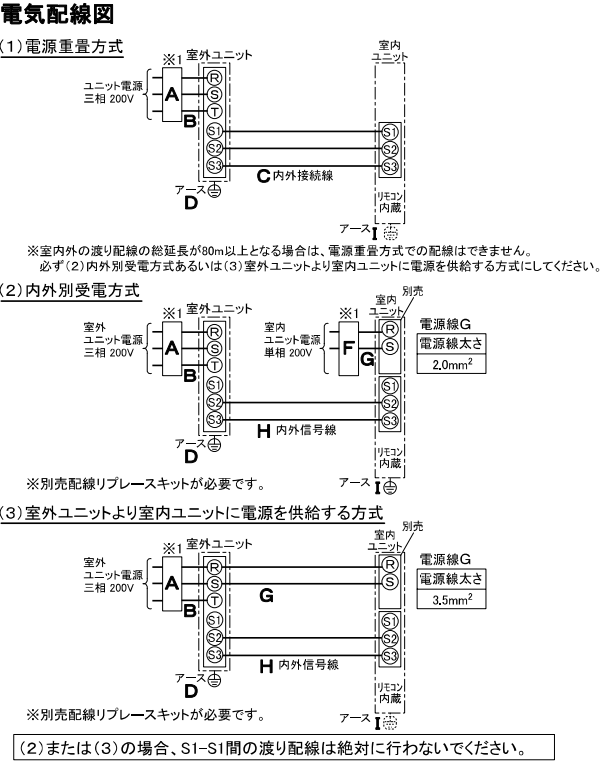 電気配線図
(1)電源重畳方式
※1
室外ユニット
室内
ユニット
ユニット電源
三相 200V
A
B
R
S
T
S1
S2
S3
S1
S2
S3
C 内外接続線
アース
D
リモコン
内蔵
アース I
※室内外の渡り配線の総延長が80m以上となる場合は、電源重畳方式での配線はできません。
必ず(2)内外別受電方式あるいは(3)室外ユニットより室内ユニットに電源を供給する方式にしてください。
(2)内外別受電方式
※1
室外ユニット
※1
室内
ユニット
別売
室外
ユニット電源
三相 200V
A
B
R
S
T
S1
S2
S3
室内
ユニット電源
単相 200V
F
G
R
S
S1
S2
S3
電源線G
電源線太さ
2.0mm²
H 内外信号線
アース
D
リモコン
内蔵
アース I
※別売配線リプレースキットが必要です。
(3)室外ユニットより室内ユニットに電源を供給する方式
※1
室外ユニット
室内
ユニット
別売
室外
ユニット電源
三相 200V
A
B
R
S
T
S1
S2
S3
G
R
S
S1
S2
S3
電源線G
電源線太さ
3.5mm²
H 内外信号線
アース
D
リモコン
内蔵
アース I
※別売配線リプレースキットが必要です。
(2)または(3)の場合、S1-S1間の渡り配線は絶対に行わないでください。